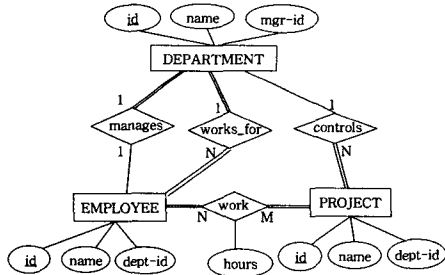 id name mgr-id
DEPARTMENT
1 1 1
manages works_for controls
1 N N
EMPLOYEE N work M PROJECT
id name dept-id hours id name dept-id